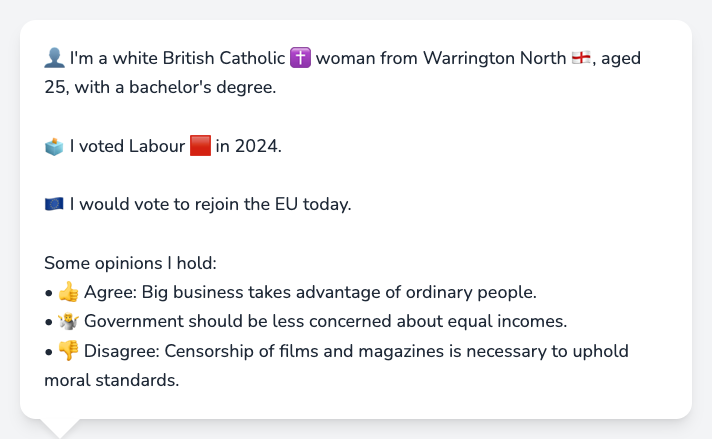 👤 I'm a white British Catholic ✝️ woman from Warrington North 🏴󠁧󠁢󠁥󠁮󠁧󠁿, aged
25, with a bachelor's degree.
🗳️ I voted Labour 🟥 in 2024.
🇪🇺 I would vote to rejoin the EU today.
Some opinions I hold:
• 👍 Agree: Big business takes advantage of ordinary people.
• 🤷 Government should be less concerned about equal incomes.
• 👎 Disagree: Censorship of films and magazines is necessary to uphold
moral standards.